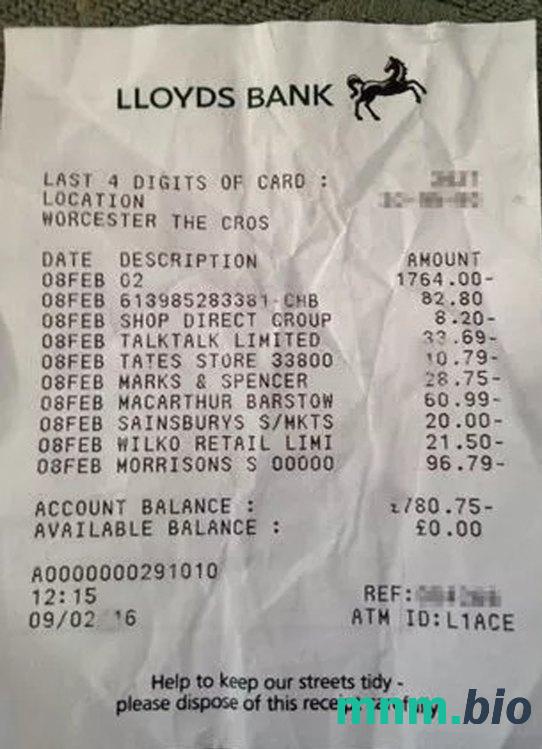 LLOYDS BANK
LAST 4 DIGITS OF CARD :
LOCATION
WORCESTER THE CROS
DATE DESCRIPTION AMOUNT
08FEB 02 1764.00-
08FEB 613985283381 CHB 82.80
08FEB SHOP DIRECT GROUP 8.20-
08FEB TALKTALK LIMITED 33.69-
08FEB TATES STORE 33800 10.79-
08FEB MARKS & SPENCER 28.75-
08FEB MACARTHUR BARSTOW 60.99-
08FEB SAINSBURYS S/MKTS 20.00-
08FEB WILKO RETAIL LIMI 21.50-
08FEB MORRISONS S 00000 96.79-
ACCOUNT BALANCE : £780.75-
AVAILABLE BALANCE : £0.00
A0000000291010
12:15 REF:
09/02 16 ATM ID:L1ACE
Help to keep our streets tidy -
please dispose of this
mnm.bio